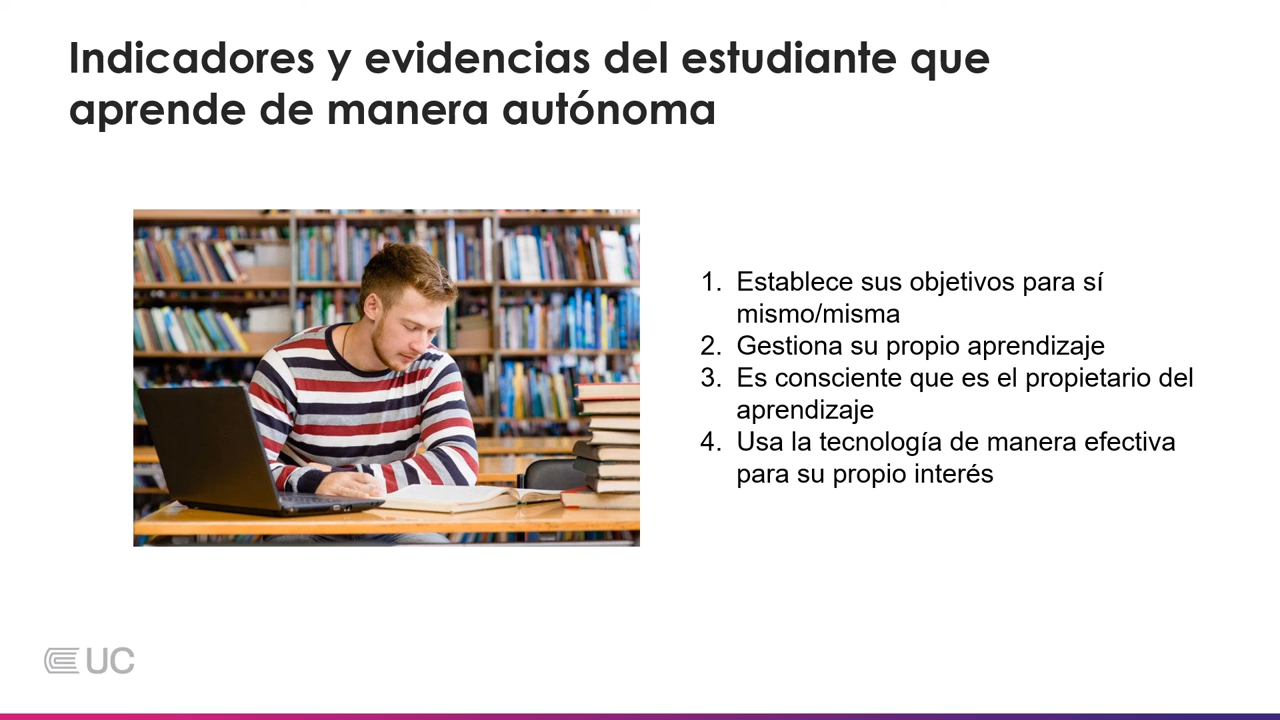 Indicadores y evidencias del estudiante que
aprende de manera autónoma
1. Establece sus objetivos para sí
mismo/misma
2. Gestiona su propio aprendizaje
3. Es consciente que es el propietario del
aprendizaje
4. Usa la tecnología de manera efectiva
para su propio interés
UC